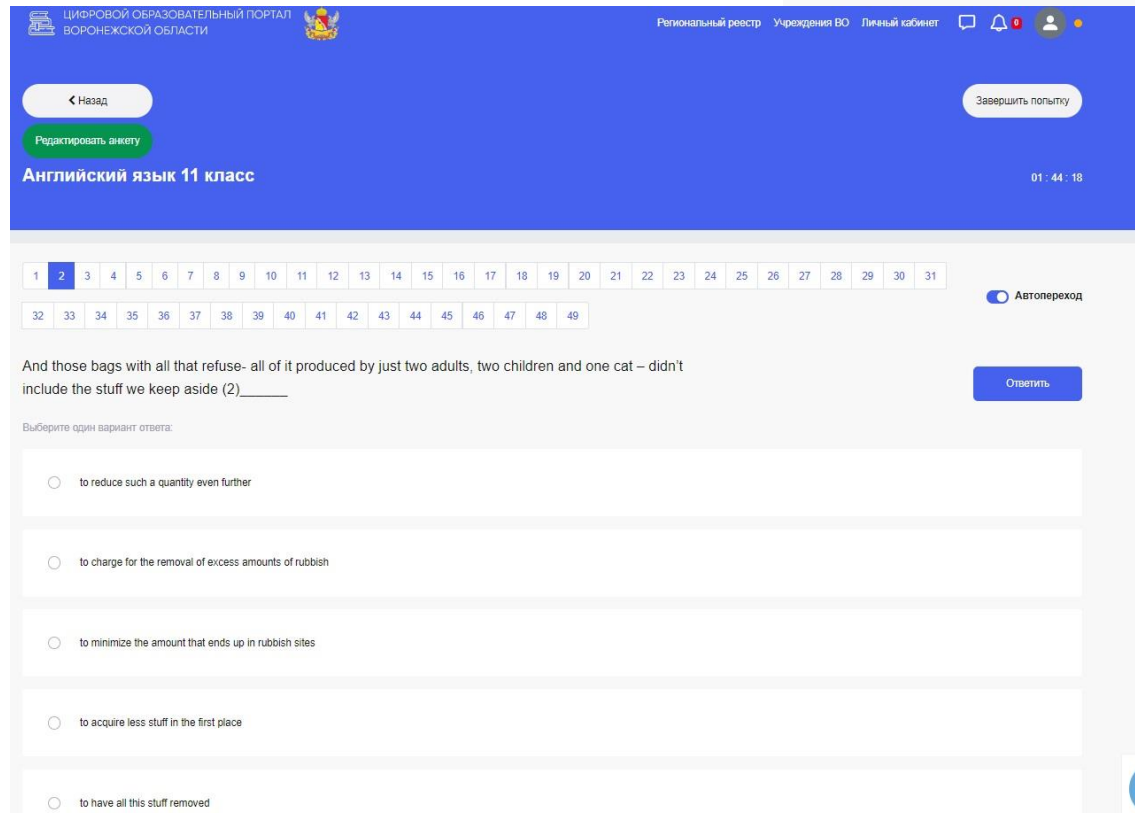 ЦИФРОВОЙ ОБРАЗОВАТЕЛЬНЫЙ ПОРТАЛ
ВОРОНЕЖСКОЙ ОБЛАСТИ
Региональный реестр Учреждения ВО Личный кабинет 0
Назад
Завершить попытку
Редактировать анкету
Английский язык 11 класс
01 : 44 : 18
1 2 3 4 5 6 7 8 9 10 11 12 13 14 15 16 17 18 19 20 21 22 23 24 25 26 27 28 29 30 31
Автопереход
32 33 34 35 36 37 38 39 40 41 42 43 44 45 46 47 48 49
And those bags with all that refuse- all of it produced by just two adults, two children and one cat – didn't
include the stuff we keep aside (2)______
Ответить
Выберите один вариант ответа:
to reduce such a quantity even further
to charge for the removal of excess amounts of rubbish
to minimize the amount that ends up in rubbish sites
to acquire less stuff in the first place
to have all this stuff removed